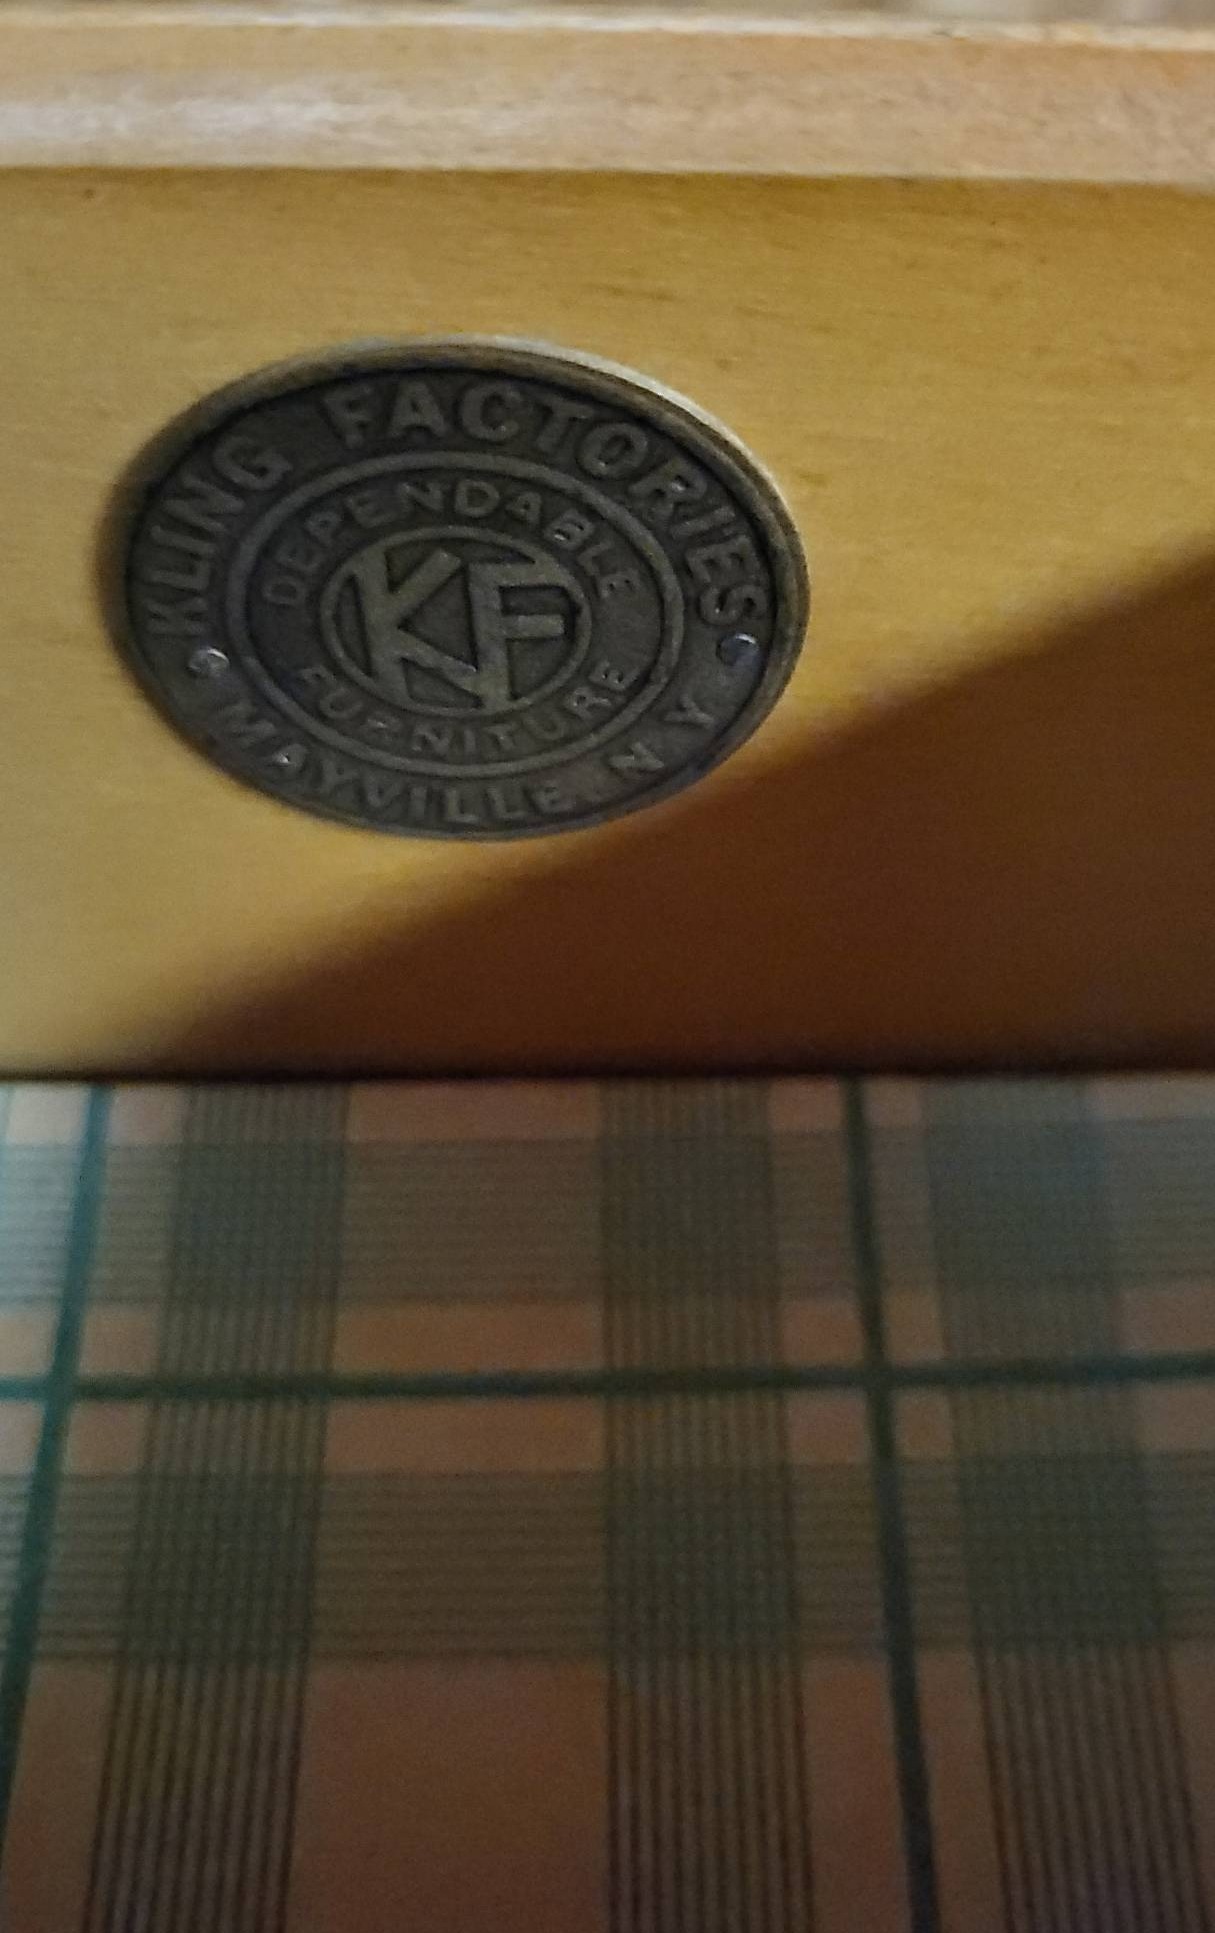 KLING FACTORIES
DEPENDABLE
KF
FURNITURE
MAYVILLE N Y